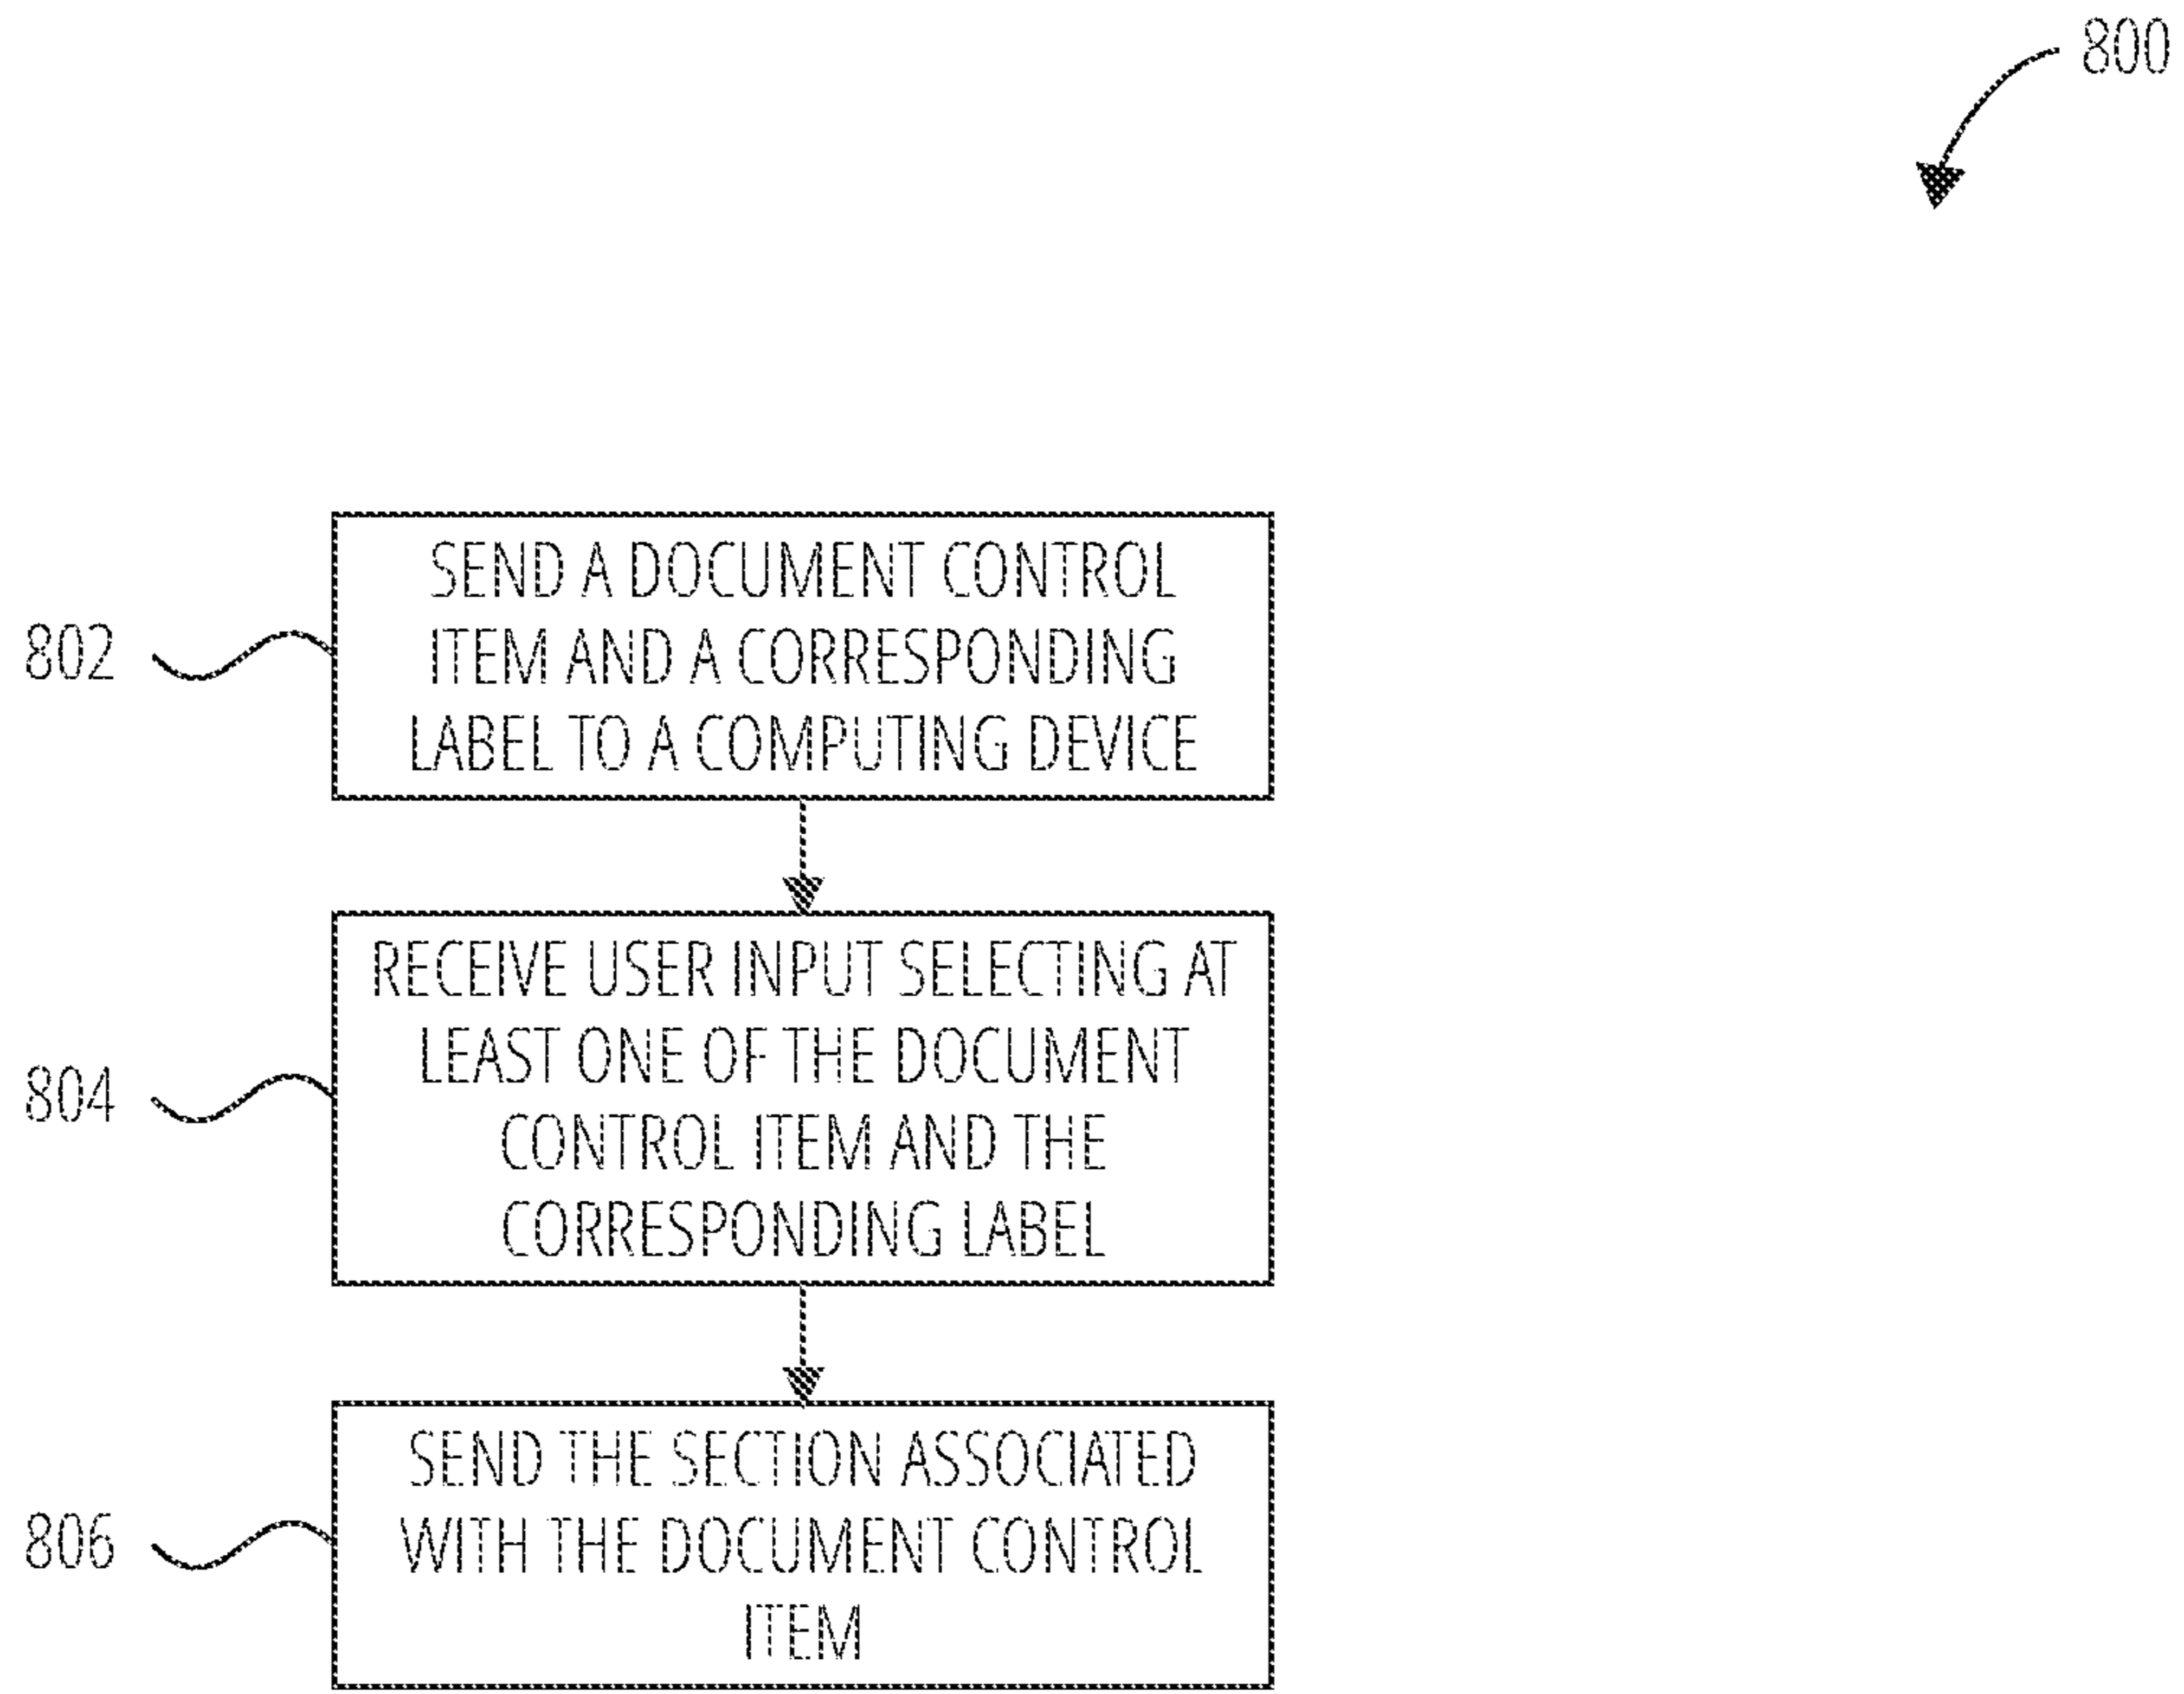 800
802
SEND A DOCUMENT CONTROL
ITEM AND A CORRESPONDING
LABEL TO A COMPUTING DEVICE
804
RECEIVE USER INPUT SELECTING AT
LEAST ONE OF THE DOCUMENT
CONTROL ITEM AND THE
CORRESPONDING LABEL
806
SEND THE SECTION ASSOCIATED
WITH THE DOCUMENT CONTROL
ITEM